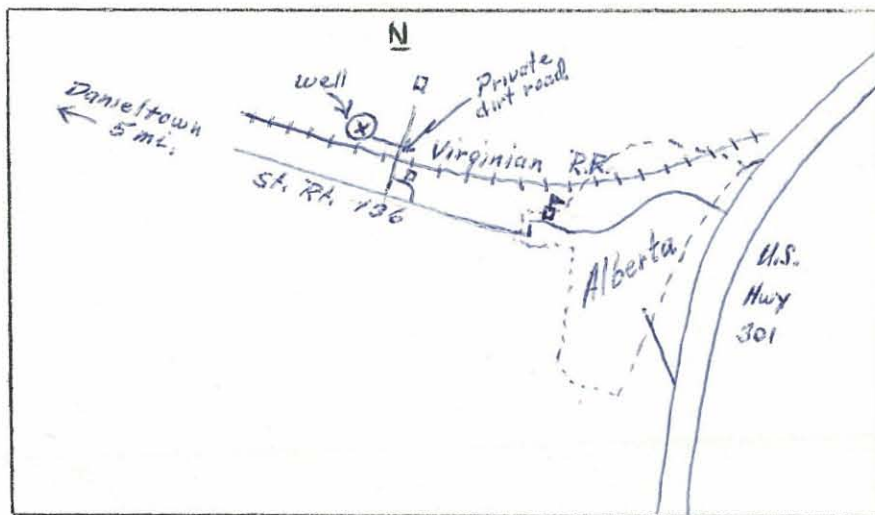 N
well
Private
dirt road
Danieltown
5 mi.
Virginian R.R.
St. Rt. 136
Alberta
U.S.
Hwy
301